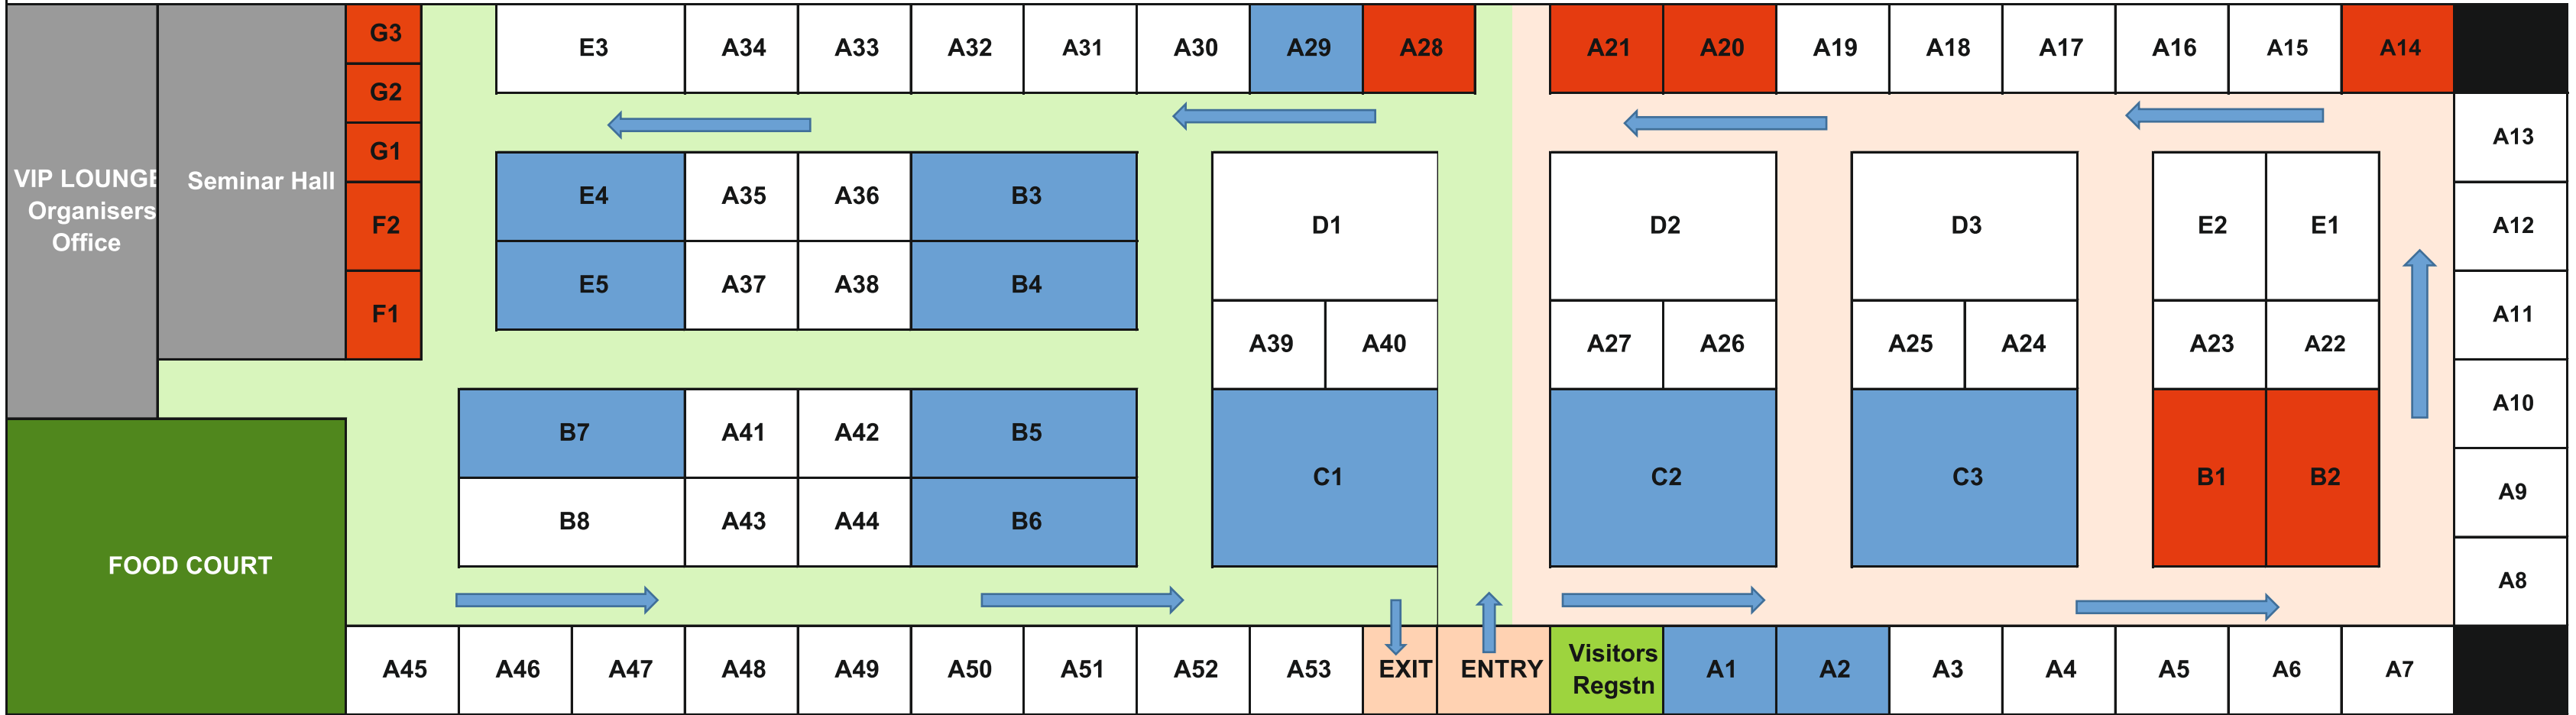 G3
E3
A34
A33
A32
A31
A30
A29
A28
A21
A20
A19
A18
A17
A16
A15
A14
G2
G1
A13
VIP LOUNGE
Organisers
Office
Seminar Hall
F2
E4
A35
A36
B3
D1
D2
D3
E2
E1
A12
F1
E5
A37
A38
B4
A11
A39
A40
A27
A26
A25
A24
A23
A22
A10
B7
A41
A42
B5
C1
C2
C3
B1
B2
A9
B8
A43
A44
B6
FOOD COURT
A8
A45
A46
A47
A48
A49
A50
A51
A52
A53
EXIT
ENTRY
Visitors
Regstn
A1
A2
A3
A4
A5
A6
A7